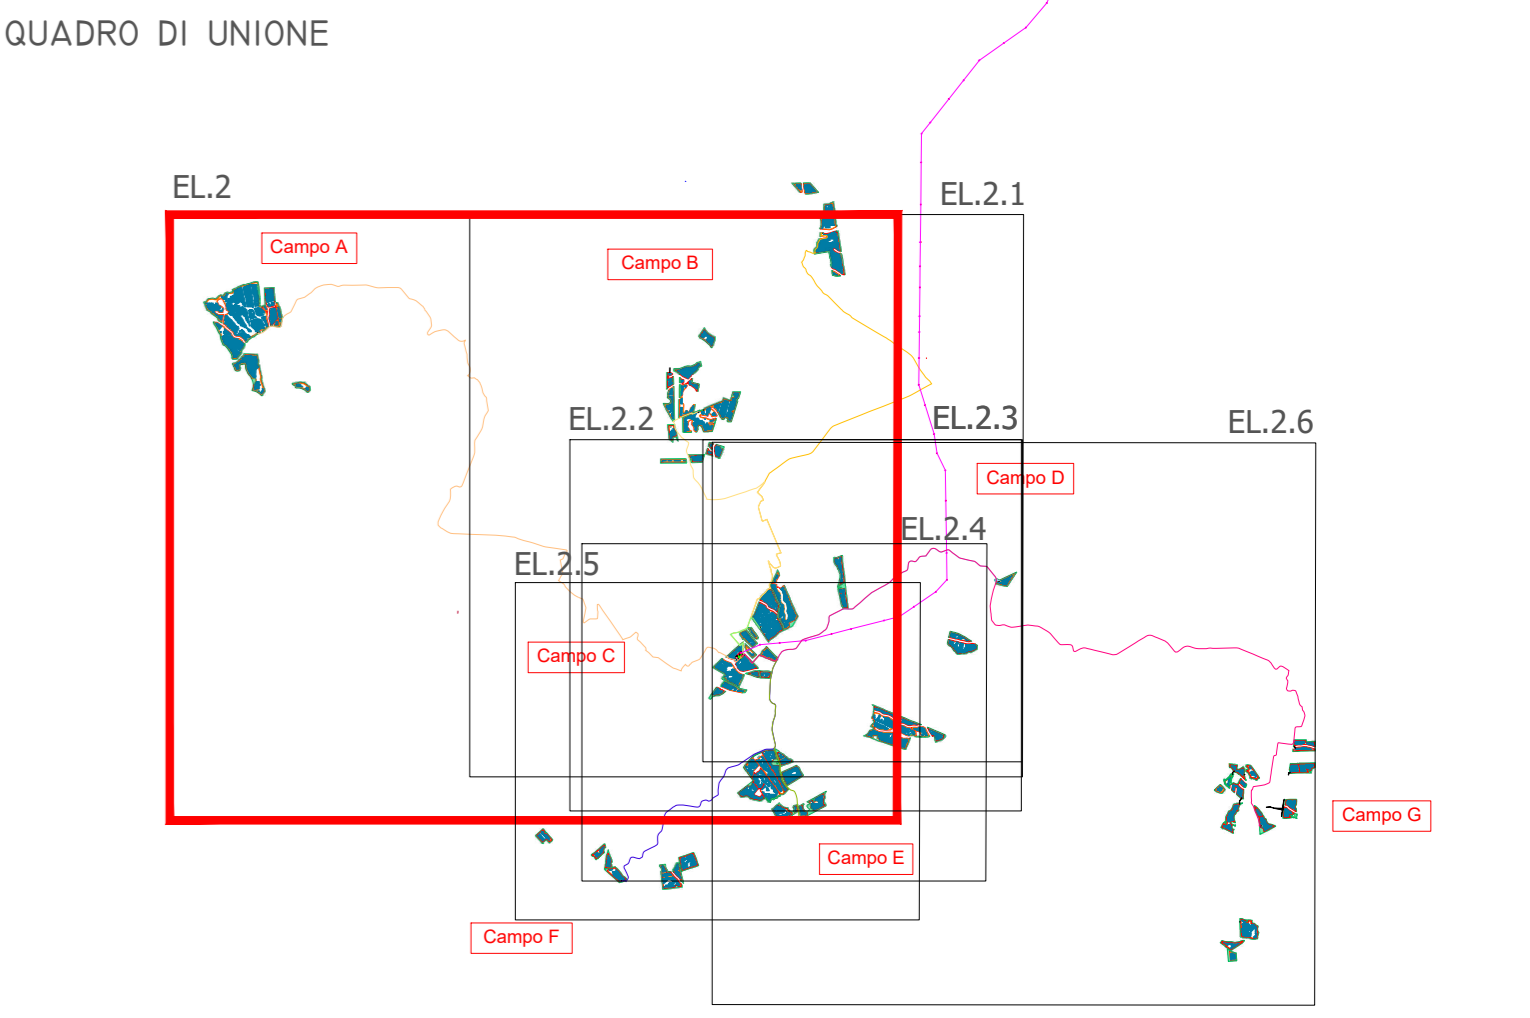 QUADRO DI UNIONE
EL.2
EL.2.1
Campo A
Campo B
EL.2.2
EL.2.3
EL.2.6
Campo D
EL.2.4
EL.2.5
Campo C
Campo G
Campo E
Campo F